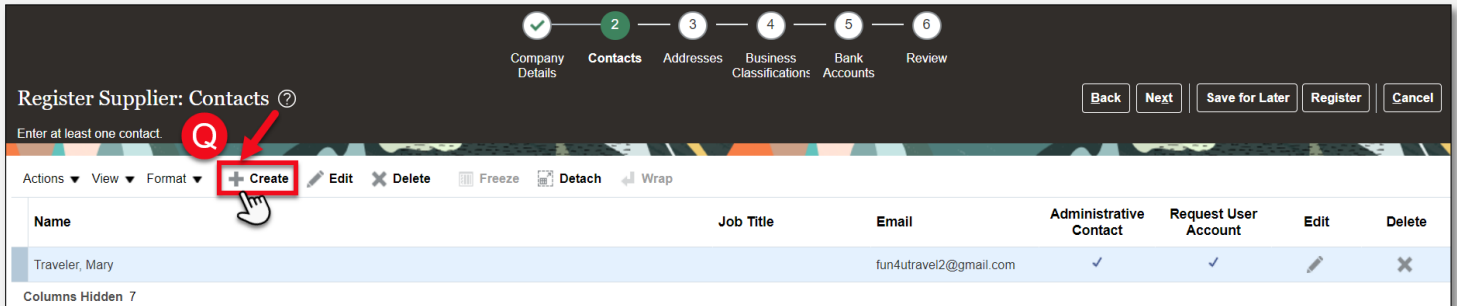 2 3 4 5 6
Company Details Contacts Addresses Business Classifications Bank Accounts Review
Register Supplier: Contacts ?
Back Next Save for Later Register Cancel
Enter at least one contact.
Q
Actions View Format Create Edit Delete Freeze Detach Wrap
Name Job Title Email Administrative Contact Request User Account Edit Delete
Traveler, Mary fun4utravel2@gmail.com
Columns Hidden 7